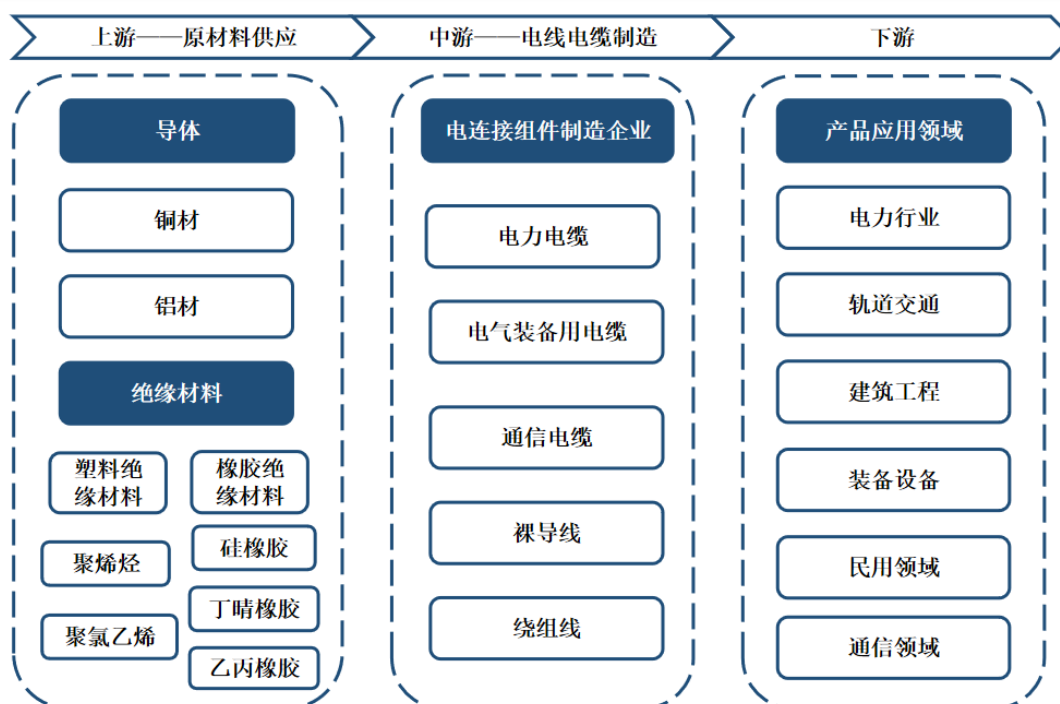 上游——原材料供应
中游——电线电缆制造
下游
导体
铜材
铝材
绝缘材料
塑料绝
缘材料
橡胶绝
缘材料
聚烯烃
硅橡胶
聚氯乙烯
丁晴橡胶
乙丙橡胶
电连接组件制造企业
电力电缆
电气装备用电缆
通信电缆
裸导线
绕组线
产品应用领域
电力行业
轨道交通
建筑工程
装备设备
民用领域
通信领域